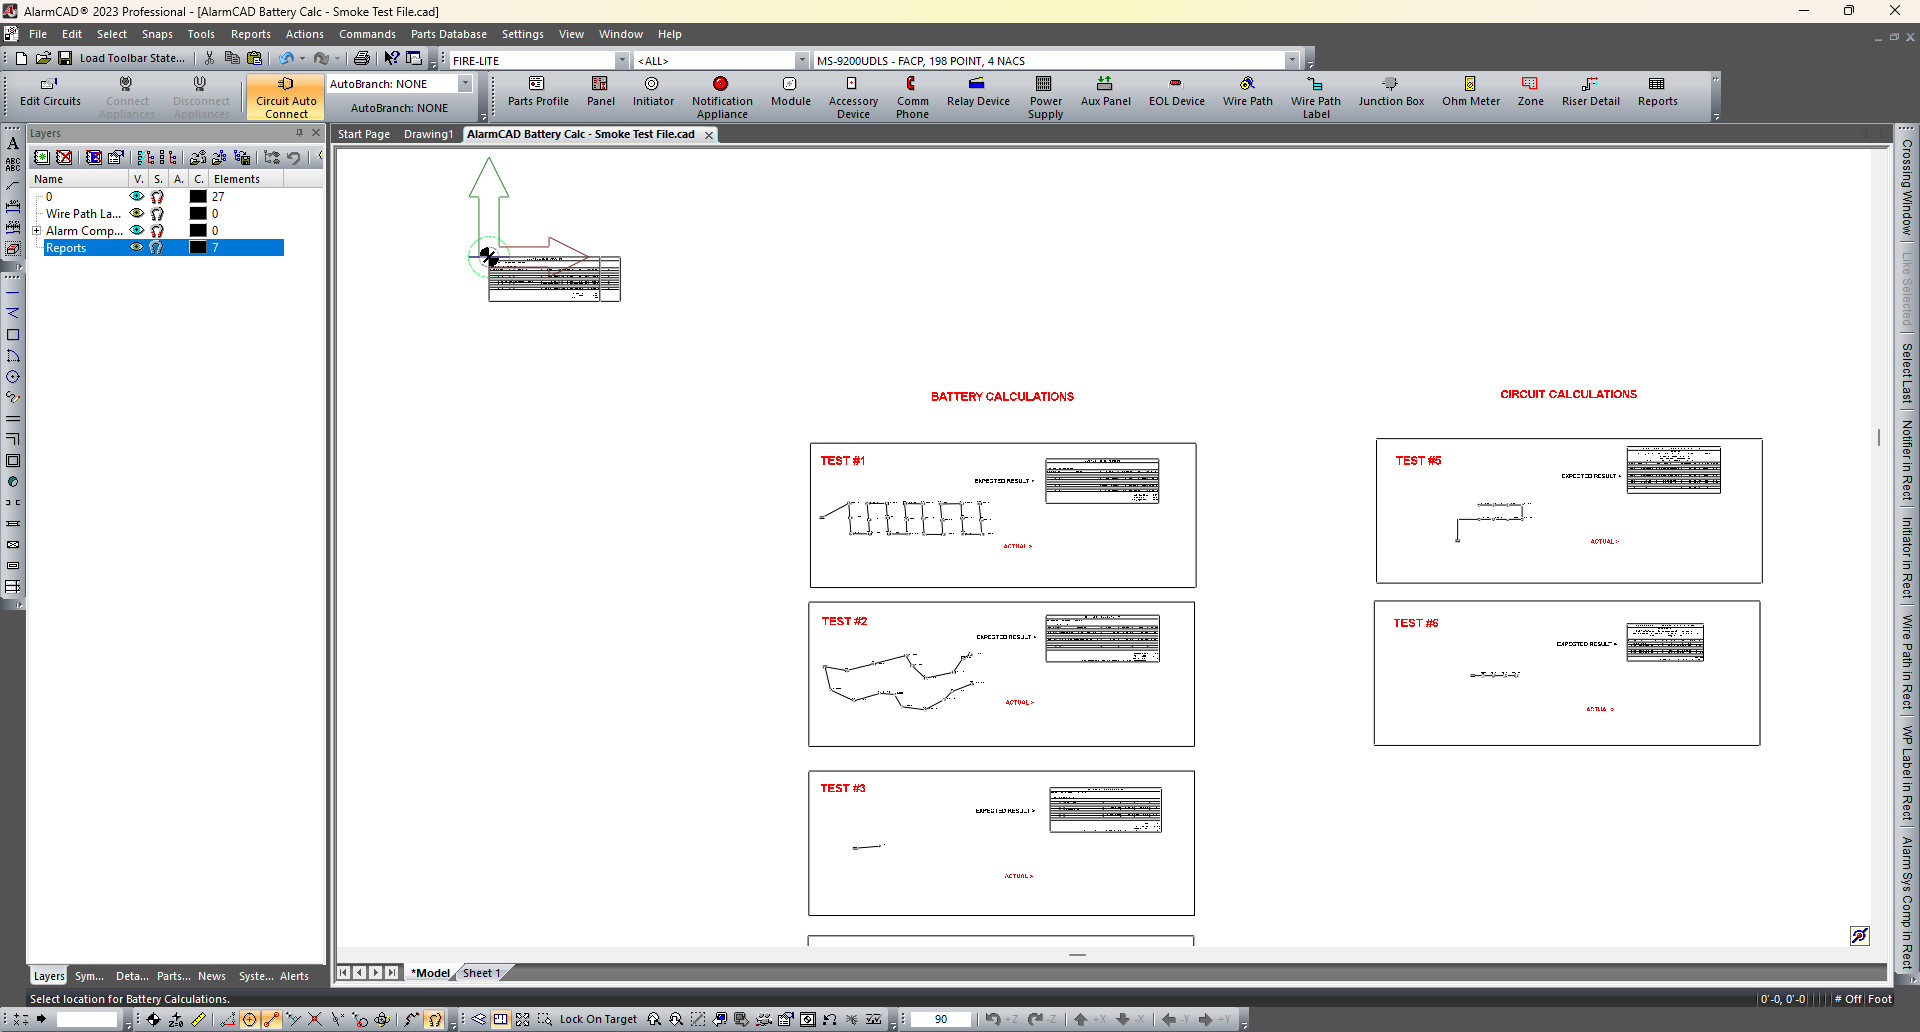 AlarmCAD® 2023 Professional - [AlarmCAD Battery Calc - Smoke Test File.cad]
File Edit Select Snaps Tools Reports Actions Commands Parts Database Settings View Window Help
Load Toolbar State... FIRE-LITE <ALL> MS-9200UDLS - FACP, 198 POINT, 4 NACS
Edit Circuits Connect Appliances Disconnect Appliances Circuit Auto Connect AutoBranch: NONE
AutoBranch: NONE
Parts Profile Panel Initiator Notification Appliance Module Accessory Device Comm Phone Relay Device Power Supply Aux Panel EOL Device Wire Path Wire Path Label Junction Box Ohm Meter Zone Riser Detail Reports
Layers
Start Page Drawing1 AlarmCAD Battery Calc - Smoke Test File.cad
Name V. S. A. C. Elements
0 27
Wire Path La... 0
Alarm Comp... 0
Reports 7
BATTERY CALCULATIONS
CIRCUIT CALCULATIONS
TEST #1
EXPECTED RESULT >
ACTUAL >
TEST #5
EXPECTED RESULT >
ACTUAL >
TEST #2
EXPECTED RESULT >
ACTUAL >
TEST #6
EXPECTED RESULT >
ACTUAL >
TEST #3
EXPECTED RESULT >
ACTUAL >
Crossing Window
Like Selected
Select Last
Notifier in Rect
Initiator in Rect
Wire Path in Rect
WP Label in Rect
Alarm Sys Comp in Rect
*Model Sheet 1
Layers Sym... Deta... Parts... News Syste... Alerts
Select location for Battery Calculations. 0'-0, 0'-0 # Off Foot
Lock On Target 90 +Z -Z +X -X -Y +Y